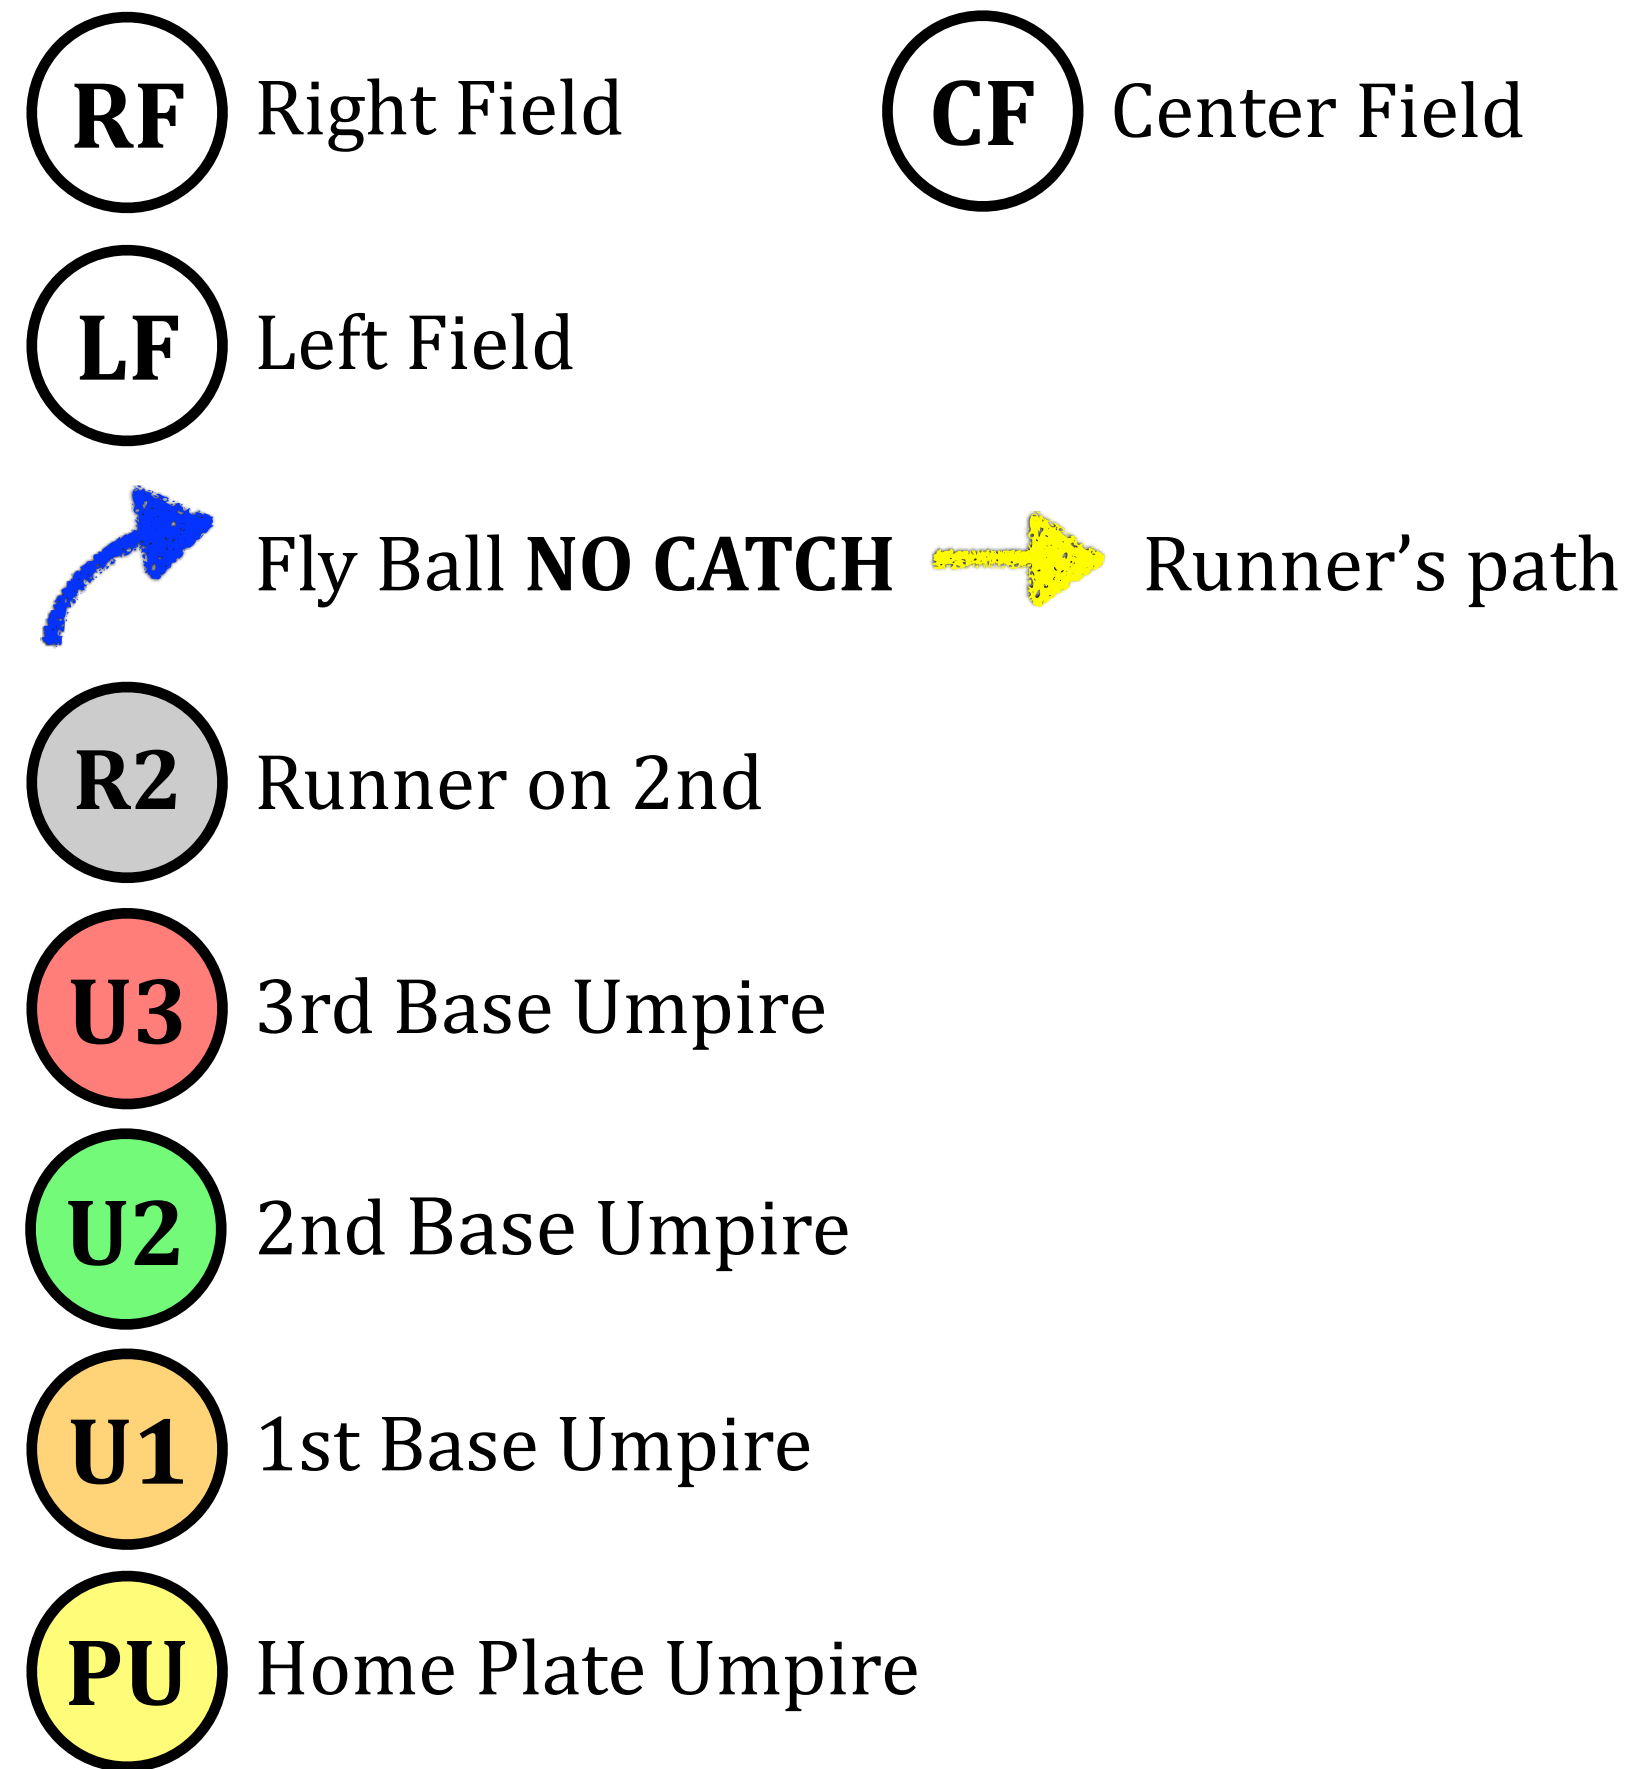 RF Right Field CF Center Field
LF Left Field
Fly Ball NO CATCH Runner’s path
R2 Runner on 2nd
U3 3rd Base Umpire
U2 2nd Base Umpire
U1 1st Base Umpire
PU Home Plate Umpire